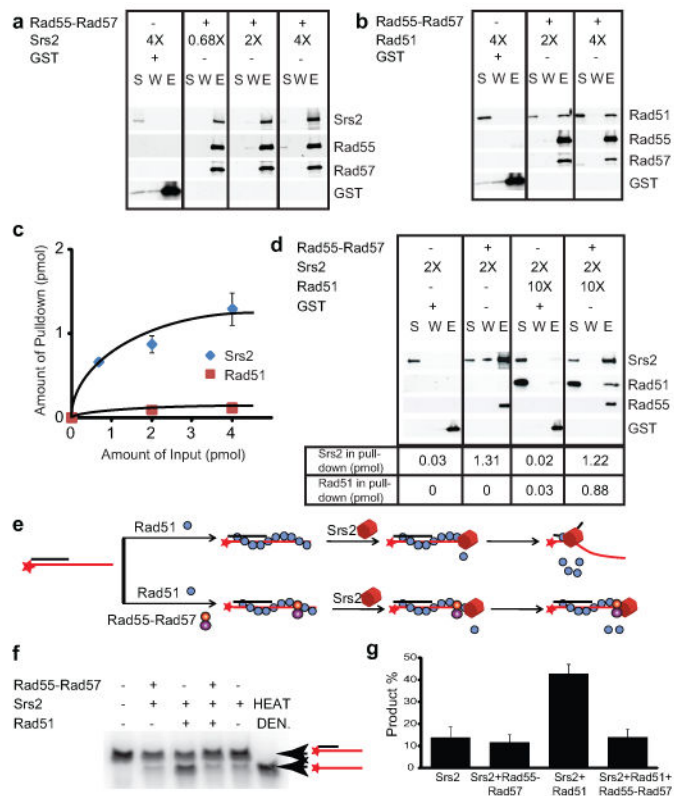 a
Rad55-Rad57 - + + +
Srs2 4X 0.68X 2X 4X
GST + - - -
S W E S W E S W E S W E
Srs2
Rad55
Rad57
GST
b
Rad55-Rad57 - + +
Rad51 4X 2X 4X
GST + - -
S W E S W E S W E
Rad51
Rad55
Rad57
GST
c
Amount of Pulldown (pmol)
2
1
0
0 1 2 3 4
Amount of Input (pmol)
Srs2
Rad51
d
Rad55-Rad57 - + - +
Srs2 2X 2X 2X 2X
Rad51 10X 10X
GST + - + -
S W E S W E S W E S W E
Srs2
Rad51
Rad55
GST
Srs2 in pull-
down (pmol) 0.03 1.31 0.02 1.22
Rad51 in pull-
down (pmol) 0 0 0.03 0.88
e
Rad51
Srs2
Rad51
Rad55-Rad57
Srs2
f
Rad55-Rad57 - + - + -
Srs2 - + + + + HEAT
Rad51 - - + + - DEN.
g
Product %
50
40
30
20
10
0
Srs2 Srs2+Rad55- Srs2+ Srs2+Rad51+
Rad57 Rad51 Rad55-Rad57